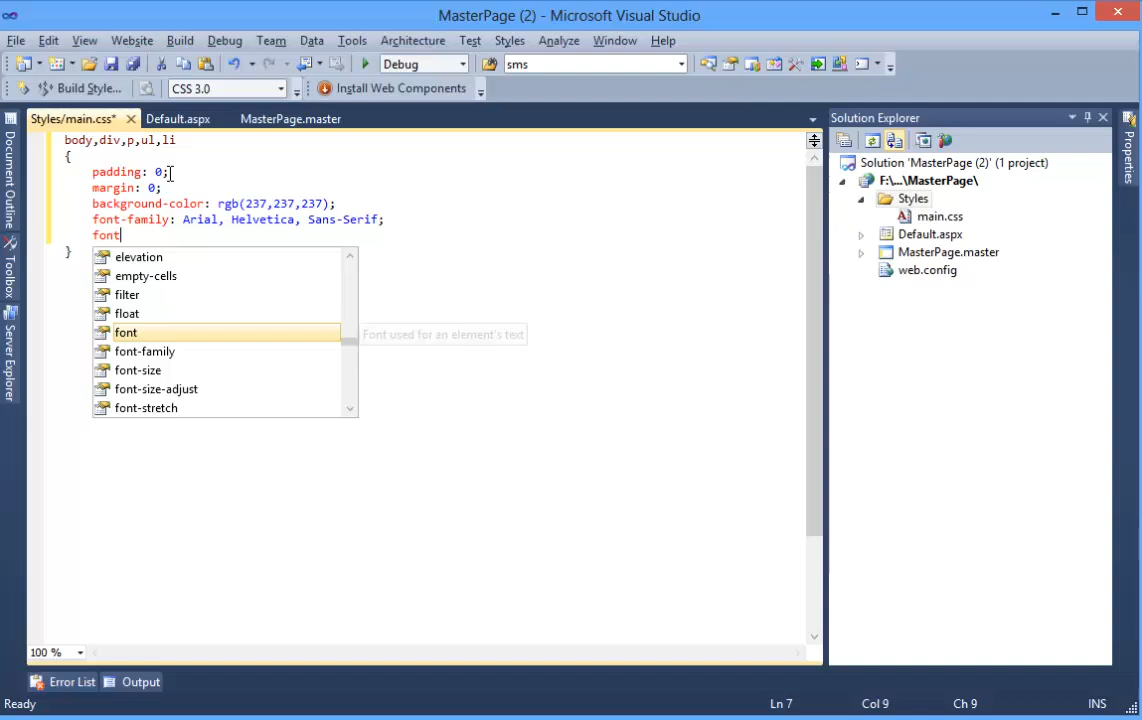 MasterPage (2) - Microsoft Visual Studio
File Edit View Website Build Debug Team Data Tools Architecture Test Styles Analyze Window Help
Debug sms
Build Style... CSS 3.0 Install Web Components
Styles/main.css* Default.aspx MasterPage.master
body,div,p,ul,li
{
padding: 0;
margin: 0;
background-color: rgb(237,237,237);
font-family: Arial, Helvetica, Sans-Serif;
font
}
elevation
empty-cells
filter
float
font
font-family
font-size
font-size-adjust
font-stretch
Font used for an element's text
Document Outline
Toolbox
Server Explorer
Solution Explorer
Solution 'MasterPage (2)' (1 project)
F:\...\MasterPage\
Styles
main.css
Default.aspx
MasterPage.master
web.config
Properties
100 %
Error List Output
Ready Ln 7 Col 9 Ch 9 INS